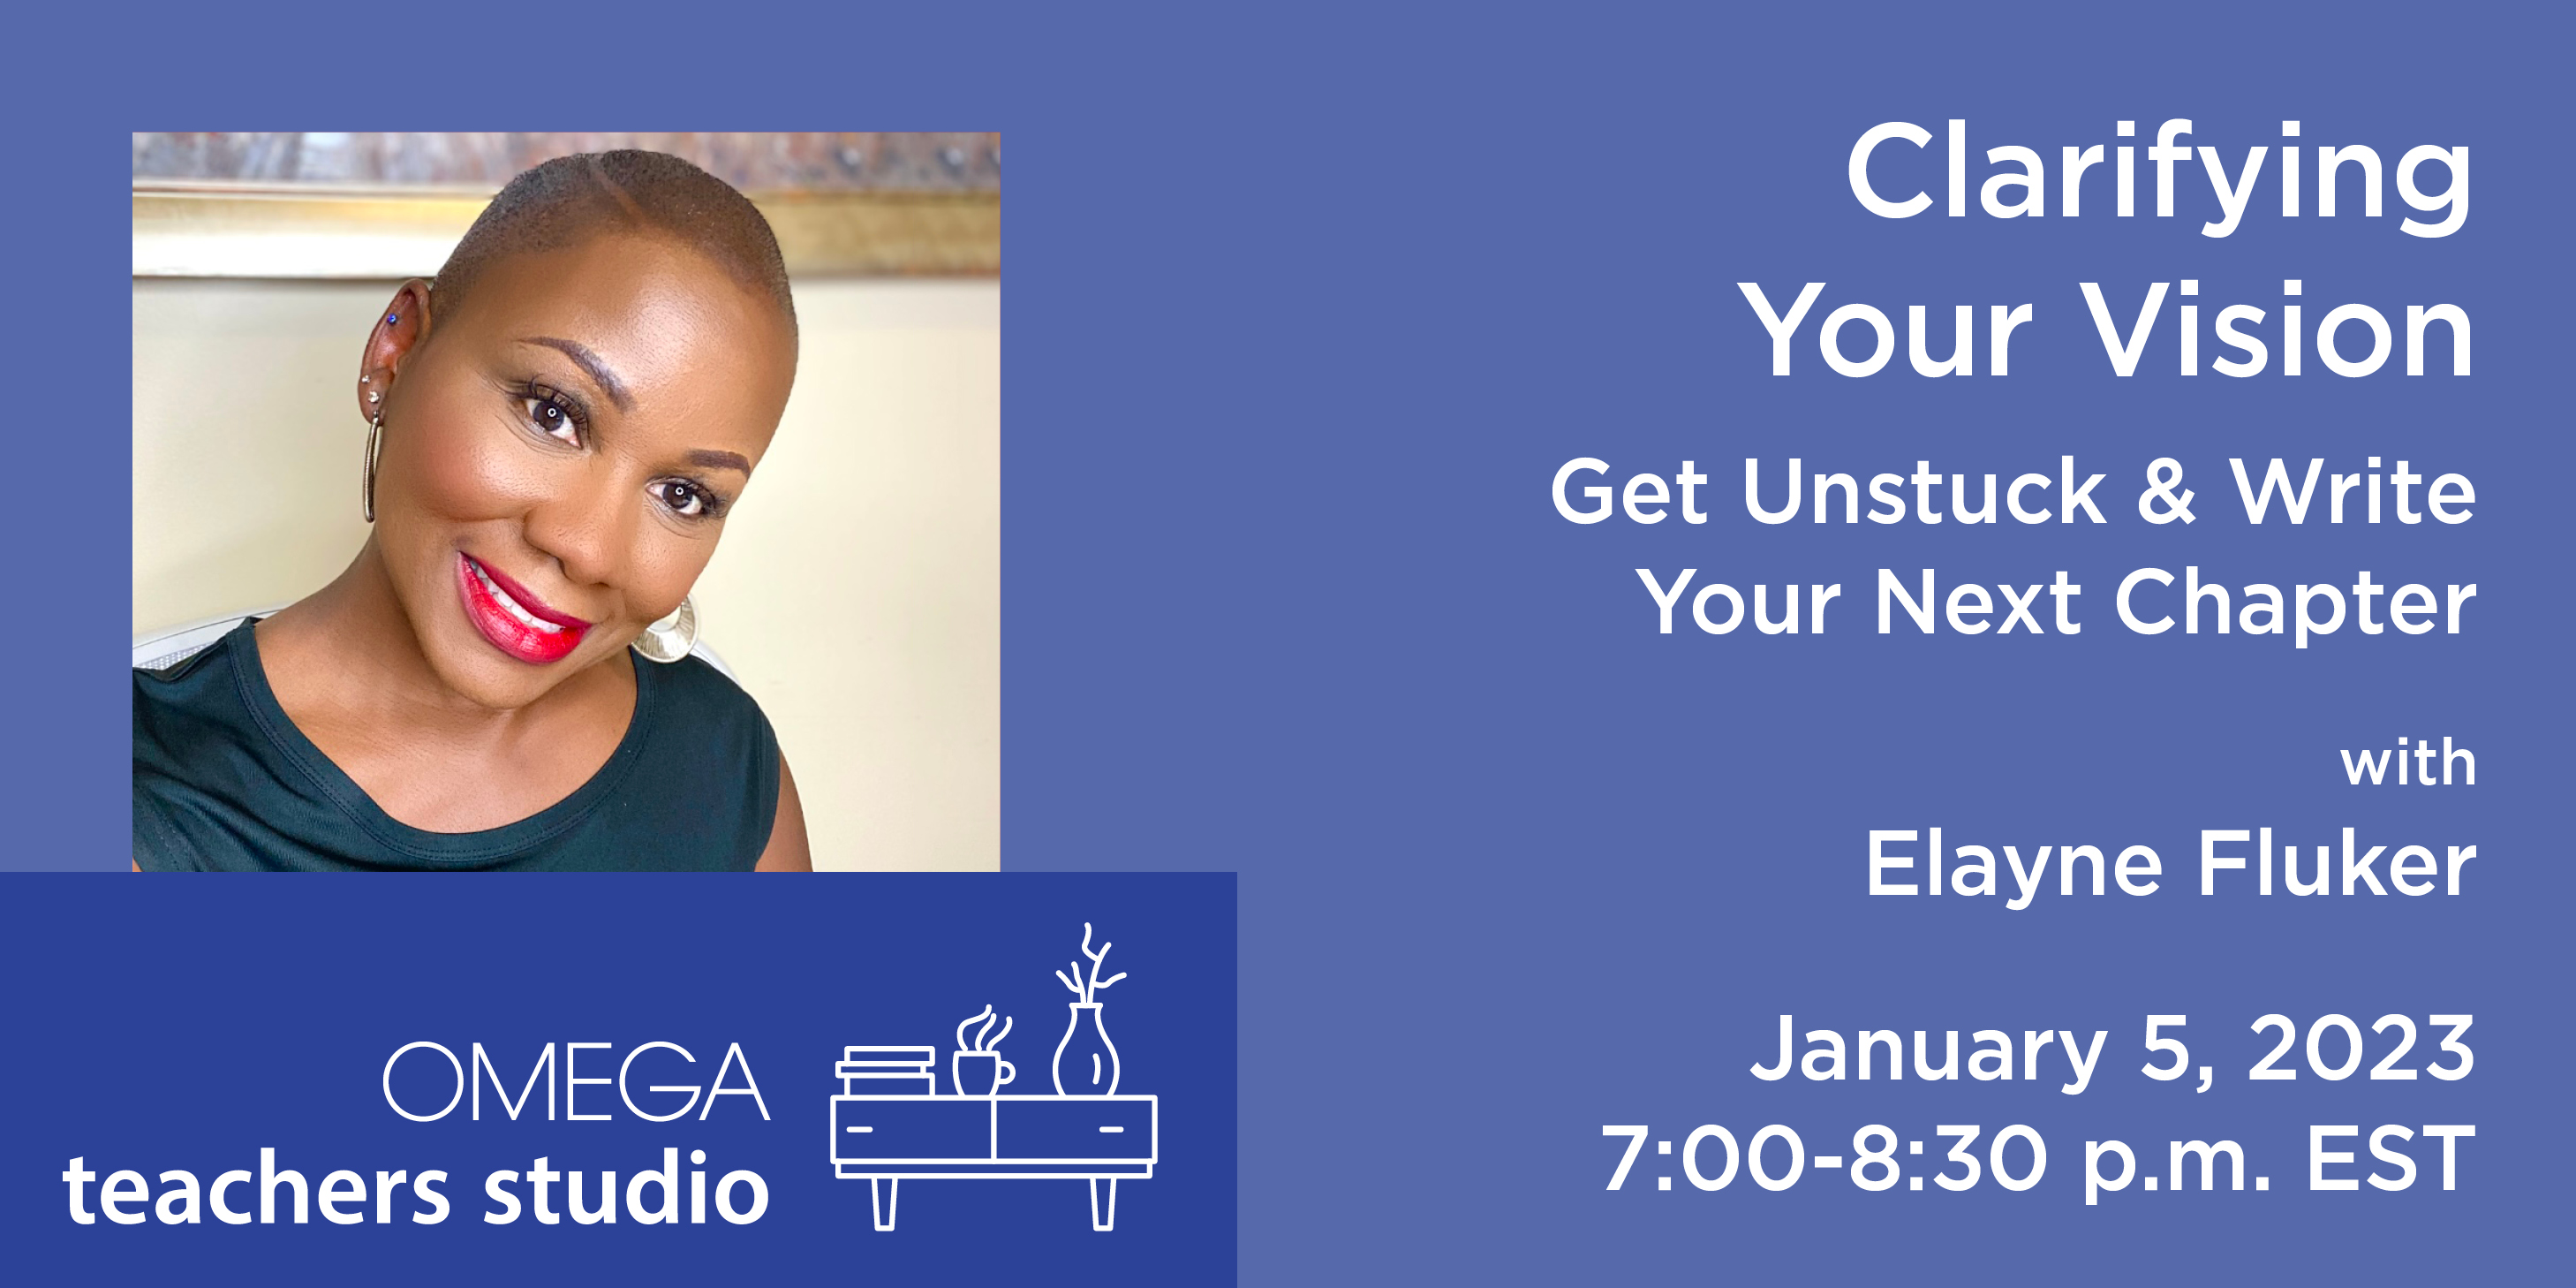 Clarifying
Your Vision
Get Unstuck & Write
Your Next Chapter
with
Elayne Fluker
January 5, 2023
7:00-8:30 p.m. EST
OMEGA
teachers studio